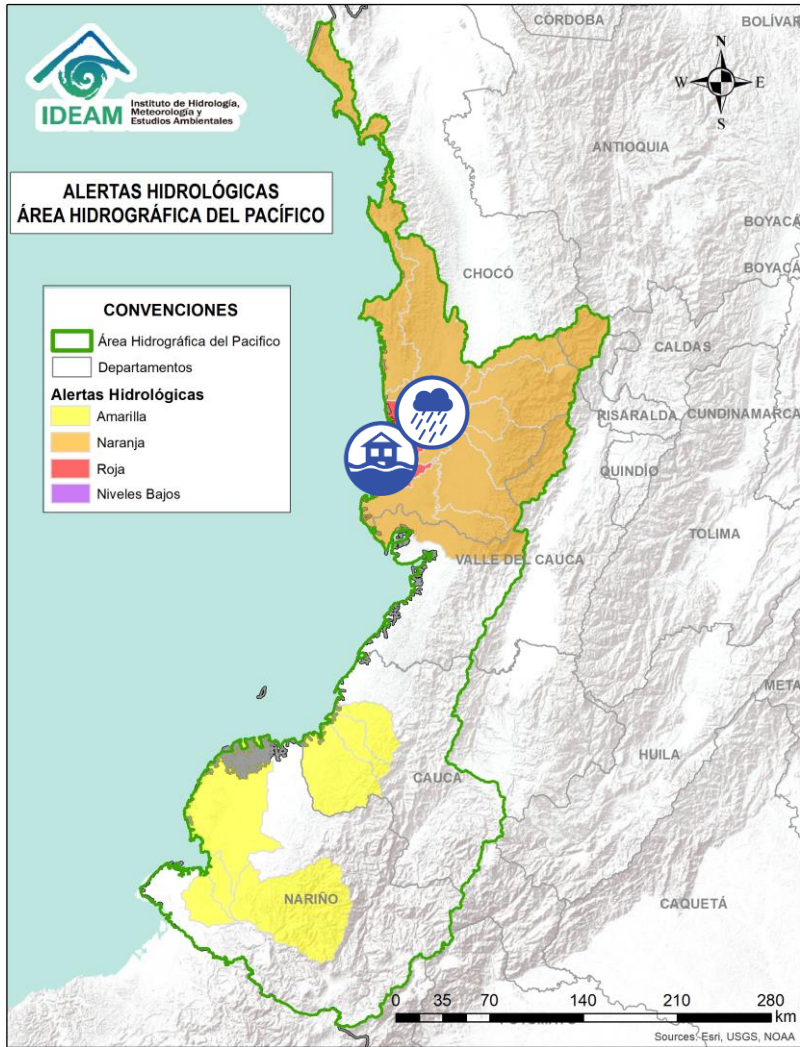 CÓRDOBA
BOLÍVAR
N
W
E
S
IDEAM
Instituto de Hidrología,
Meteorología y
Estudios Ambientales
ANTIOQUIA
ALERTAS HIDROLÓGICAS
ÁREA HIDROGRÁFICA DEL PACÍFICO
BOYACÁ
BOYACÁ
CHOCÓ
CONVENCIONES
Área Hidrográfica del Pacifico
Departamentos
Alertas Hidrológicas
Amarilla
Naranja
Roja
Niveles Bajos
CALDAS
RISARALDA
CUNDINAMARCA
QUINDÍO
TOLIMA
VALLE DEL CAUCA
META
HUILA
CAUCA
NARIÑO
CAQUETÁ
0 35 70 140 210 280
km
Sources: Esri, USGS, NOAA